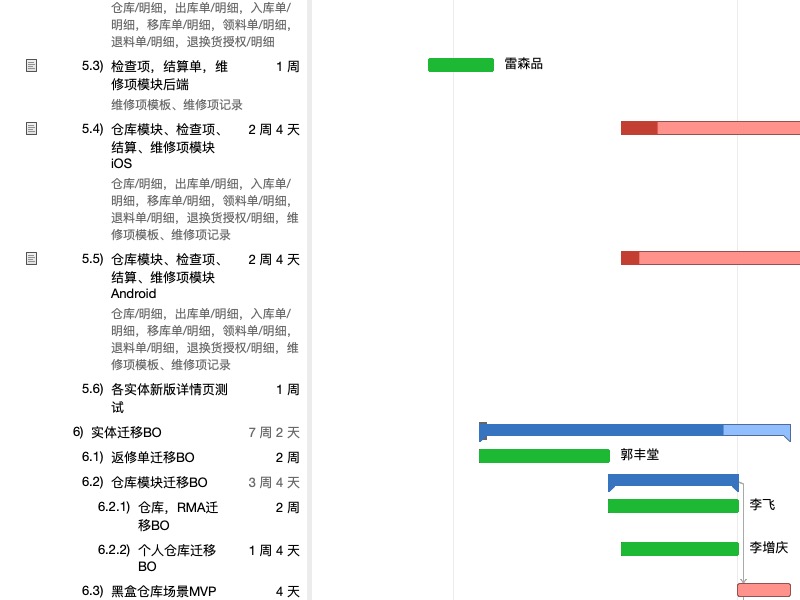 仓库/明细，出库单/明细，入库单/
明细，移库单/明细，领料单/明细，
退料单/明细，退换货授权/明细
5.3) 检查项，结算单，维 1 周 雷森品
修项模块后端
维修项模板、维修项记录
5.4) 仓库模块、检查项、 2 周 4 天
结算、维修项模块
iOS
仓库/明细，出库单/明细，入库单/
明细，移库单/明细，领料单/明细，
退料单/明细，退换货授权/明细，维
修项模板、维修项记录
5.5) 仓库模块、检查项、 2 周 4 天
结算、维修项模块
Android
仓库/明细，出库单/明细，入库单/
明细，移库单/明细，领料单/明细，
退料单/明细，退换货授权/明细，维
修项模板、维修项记录
5.6) 各实体新版详情页测 1 周
试
6) 实体迁移BO 7 周 2 天
6.1) 返修单迁移BO 2 周 郭丰堂
6.2) 仓库模块迁移BO 3 周 4 天
6.2.1) 仓库，RMA迁 2 周 李飞
移BO
6.2.2) 个人仓库迁移 1 周 4 天 李增庆
BO
6.3) 黑盒仓库场景MVP 4 天